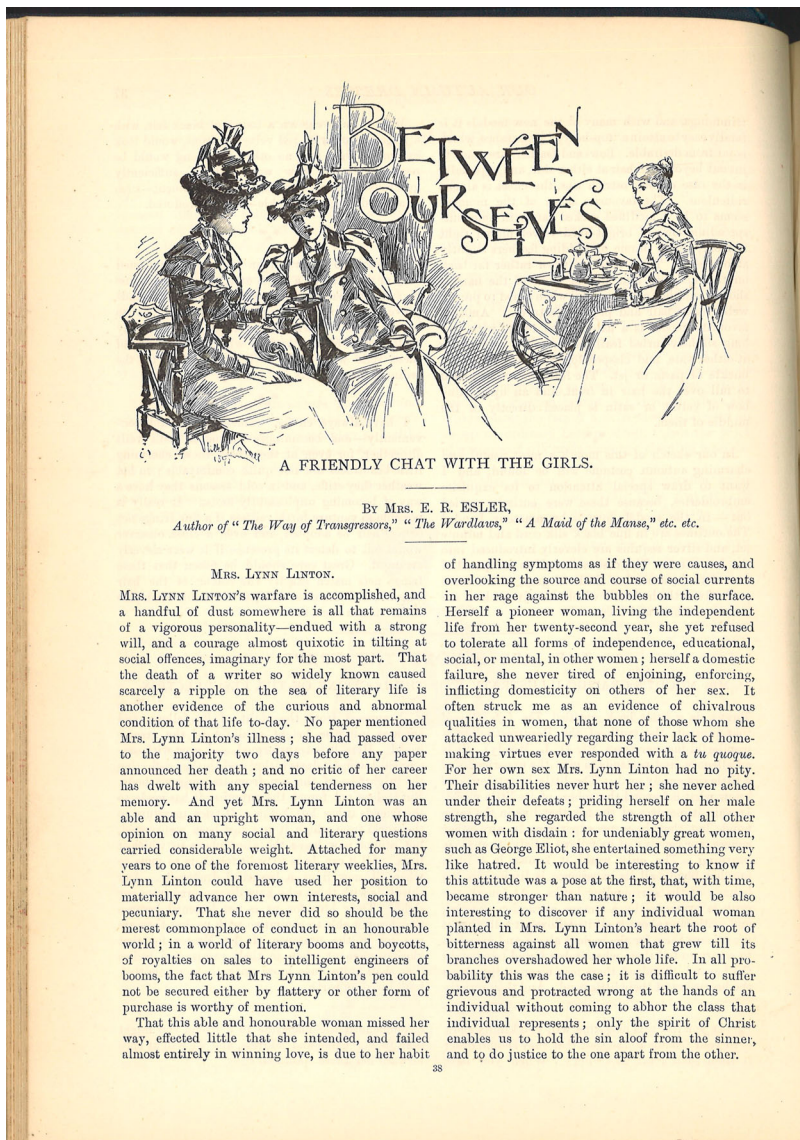 BETWEEN
OURSELVES
A FRIENDLY CHAT WITH THE GIRLS.
BY MRS. E. R. ESLER,
Author of "The Way of Transgressors," "The Wardlaws," "A Maid of the Manse," etc. etc.
MRS. LYNN LINTON.
MRS. LYNN LINTON'S warfare is accomplished, and
a handful of dust somewhere is all that remains
of a vigorous personality—endued with a strong
will, and a courage almost quixotic in tilting at
social offences, imaginary for the most part. That
the death of a writer so widely known caused
scarcely a ripple on the sea of literary life is
another evidence of the curious and abnormal
condition of that life to-day. No paper mentioned
Mrs. Lynn Linton's illness; she had passed over
to the majority two days before any paper
announced her death; and no critic of her career
has dwelt with any special tenderness on her
memory. And yet Mrs. Lynn Linton was an
able and an upright woman, and one whose
opinion on many social and literary questions
carried considerable weight. Attached for many
years to one of the foremost literary weeklies, Mrs.
Lynn Linton could have used her position to
materially advance her own interests, social and
pecuniary. That she never did so should be the
merest commonplace of conduct in an honourable
world; in a world of literary booms and boycotts,
of royalties on sales to intelligent engineers of
booms, the fact that Mrs Lynn Linton's pen could
not be secured either by flattery or other form of
purchase is worthy of mention.
That this able and honourable woman missed her
way, effected little that she intended, and failed
almost entirely in winning love, is due to her habit
of handling symptoms as if they were causes, and
overlooking the source and course of social currents
in her rage against the bubbles on the surface.
Herself a pioneer woman, living the independent
life from her twenty-second year, she yet refused
to tolerate all forms of independence, educational,
social, or mental, in other women; herself a domestic
failure, she never tired of enjoining, enforcing,
inflicting domesticity on others of her sex. It
often struck me as an evidence of chivalrous
qualities in women, that none of those whom she
attacked unweariedly regarding their lack of home-
making virtues ever responded with a tu quoque.
For her own sex Mrs. Lynn Linton had no pity.
Their disabilities never hurt her; she never ached
under their defeats; priding herself on her male
strength, she regarded the strength of all other
women with disdain: for undeniably great women,
such as George Eliot, she entertained something very
like hatred. It would be interesting to know if
this attitude was a pose at the first, that, with time,
became stronger than nature; it would be also
interesting to discover if any individual woman
planted in Mrs. Lynn Linton's heart the root of
bitterness against all women that grew till its
branches overshadowed her whole life. In all pro-
bability this was the case; it is difficult to suffer
grievous and protracted wrong at the hands of an
individual without coming to abhor the class that
individual represents; only the spirit of Christ
enables us to hold the sin aloof from the sinner,
and to do justice to the one apart from the other.
38